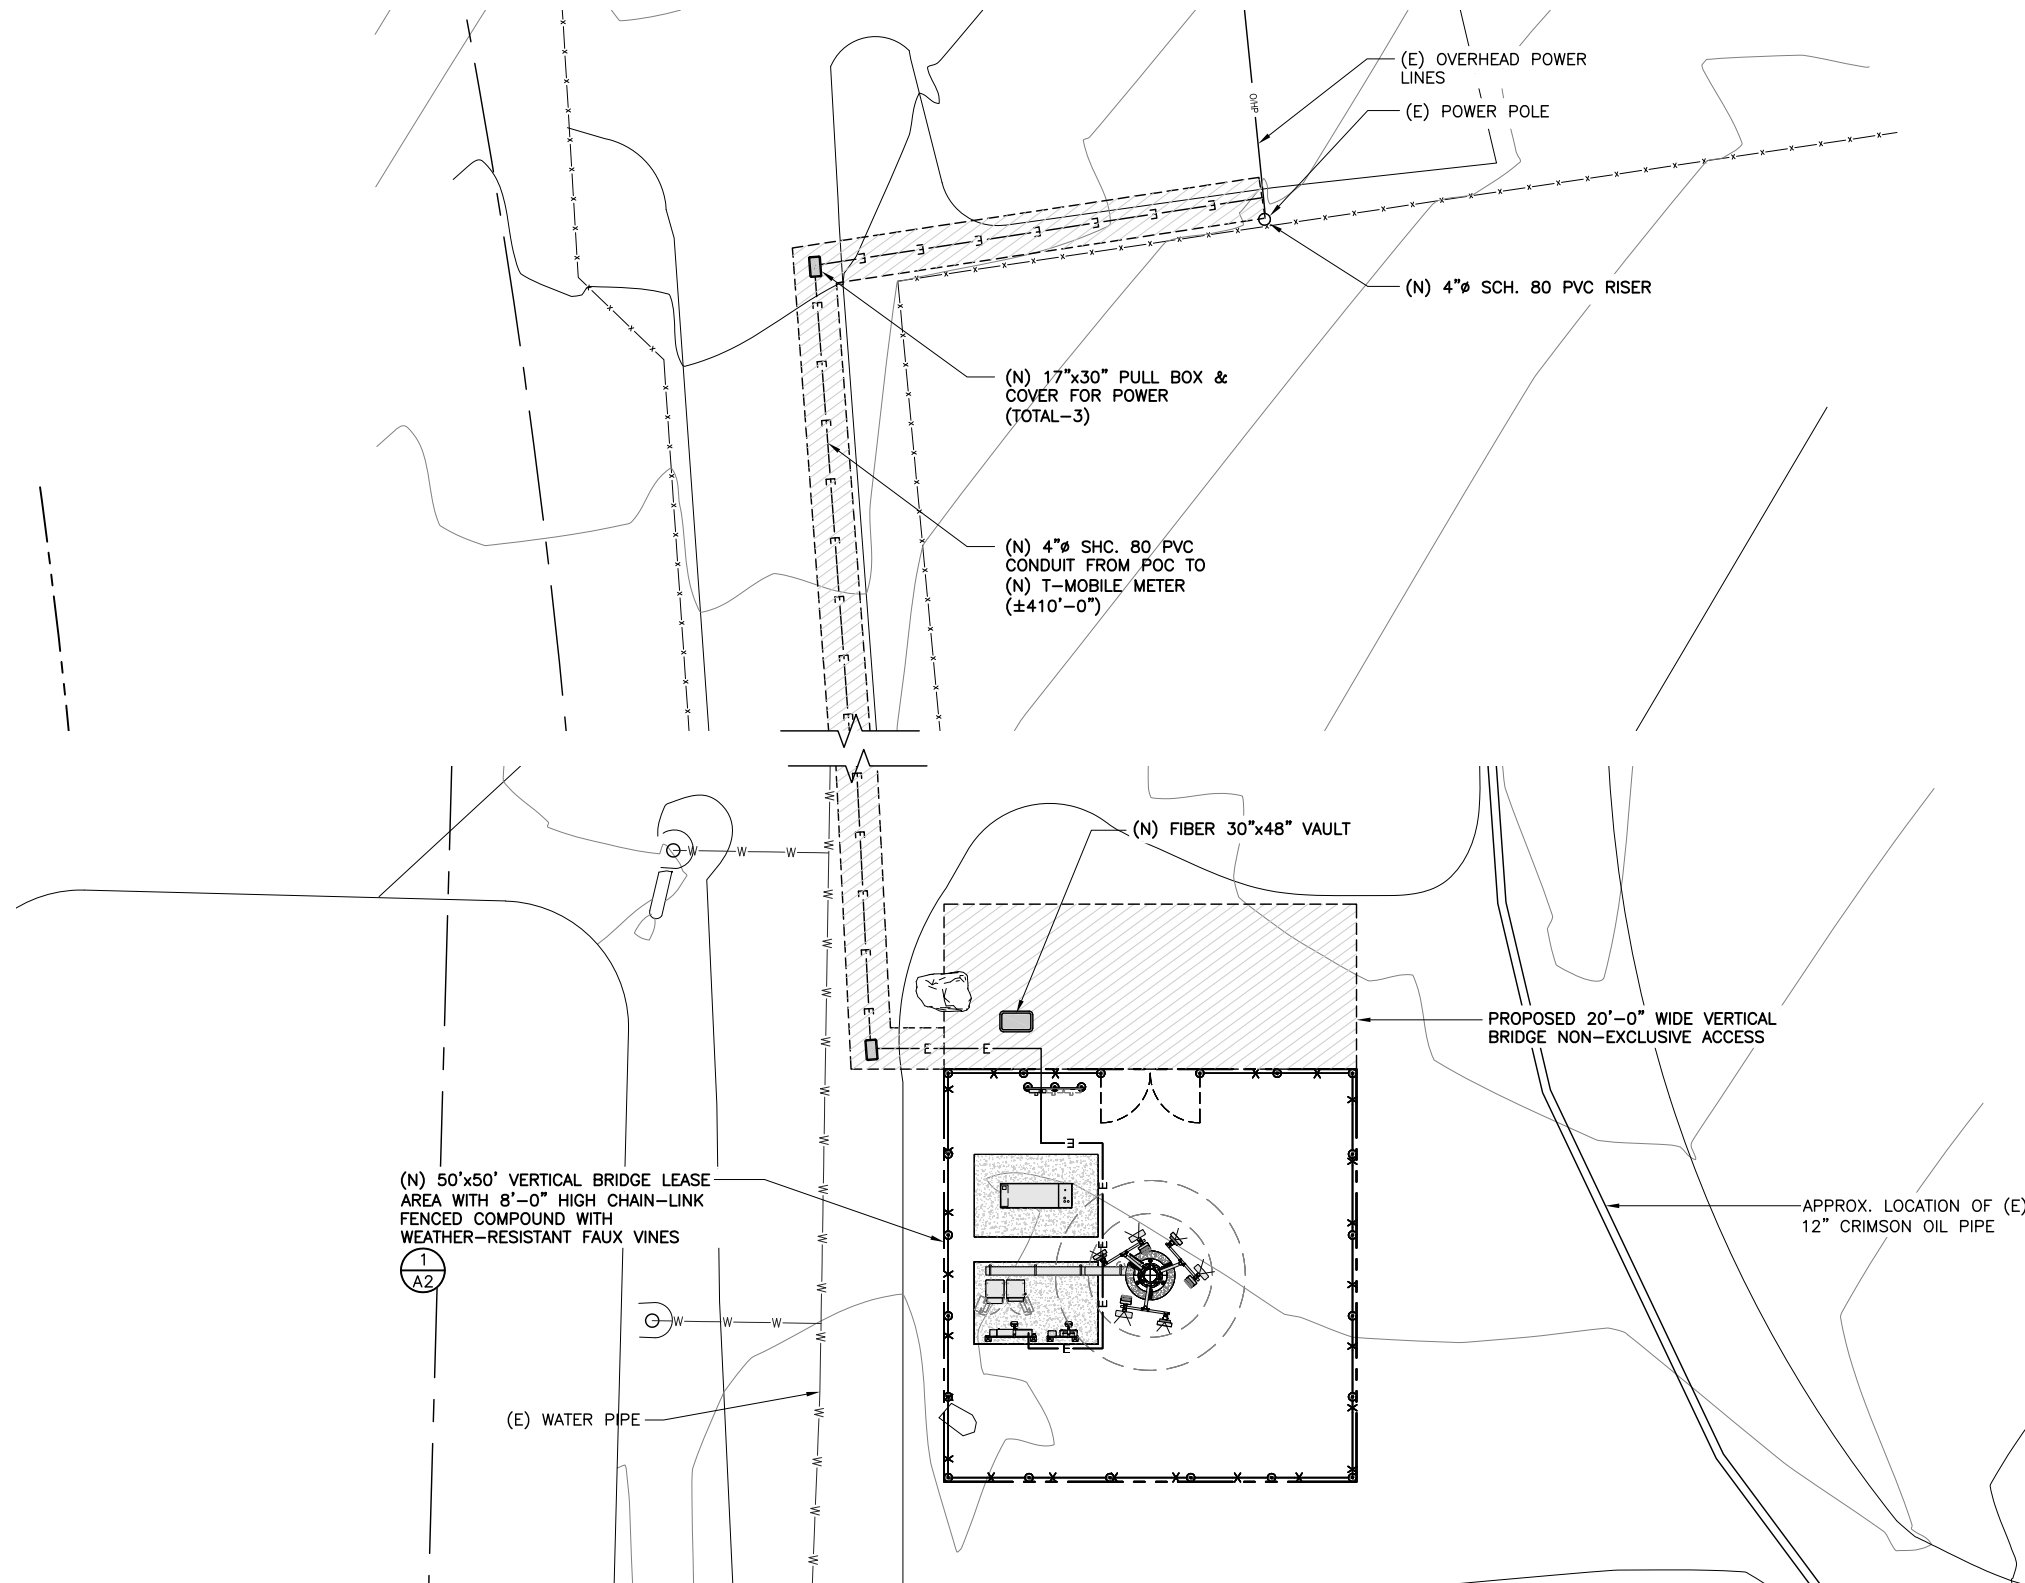 (E) OVERHEAD POWER
LINES
O/HP
(E) POWER POLE
(N) 4"ø SCH. 80 PVC RISER
(N) 17"x30" PULL BOX &
COVER FOR POWER
(TOTAL-3)
(N) 4"ø SHC. 80 PVC
CONDUIT FROM POC TO
(N) T-MOBILE METER
(±410'-0")
(N) FIBER 30"x48" VAULT
PROPOSED 20'-0" WIDE VERTICAL
BRIDGE NON-EXCLUSIVE ACCESS
(N) 50'x50' VERTICAL BRIDGE LEASE
AREA WITH 8'-0" HIGH CHAIN-LINK
FENCED COMPOUND WITH
WEATHER-RESISTANT FAUX VINES
1
A2
APPROX. LOCATION OF (E)
12" CRIMSON OIL PIPE
(E) WATER PIPE